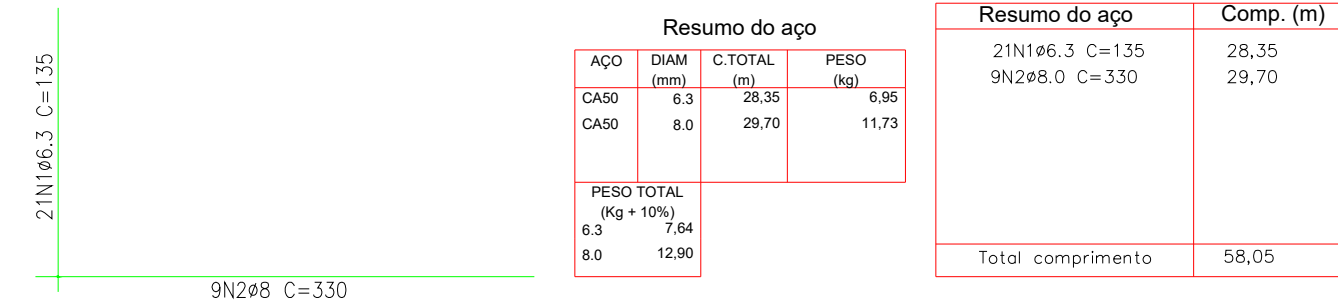 21N1ø6.3 C=135
9N2ø8 C=330
Resumo do aço
AÇO DIAM (mm) C.TOTAL (m) PESO (kg)
CA50 6.3 28,35 6,95
CA50 8.0 29,70 11,73
PESO TOTAL
(Kg + 10%)
6.3 7,64
8.0 12,90
Resumo do aço Comp. (m)
21N1ø6.3 C=135 28,35
9N2ø8.0 C=330 29,70
Total comprimento 58,05